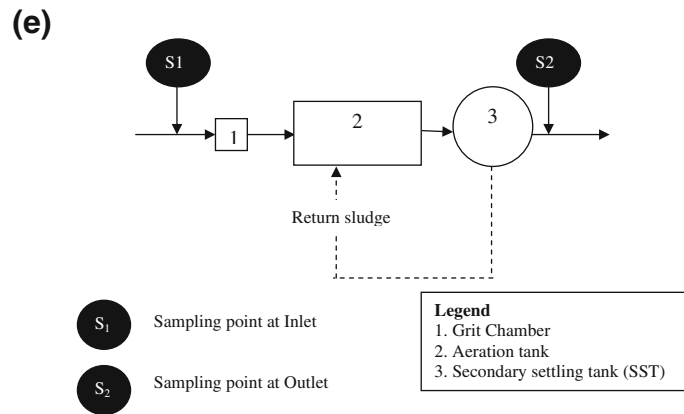 (e)
S1
S2
1
2
3
Return sludge
S1
Sampling point at Inlet
S2
Sampling point at Outlet
Legend
1. Grit Chamber
2. Aeration tank
3. Secondary settling tank (SST)